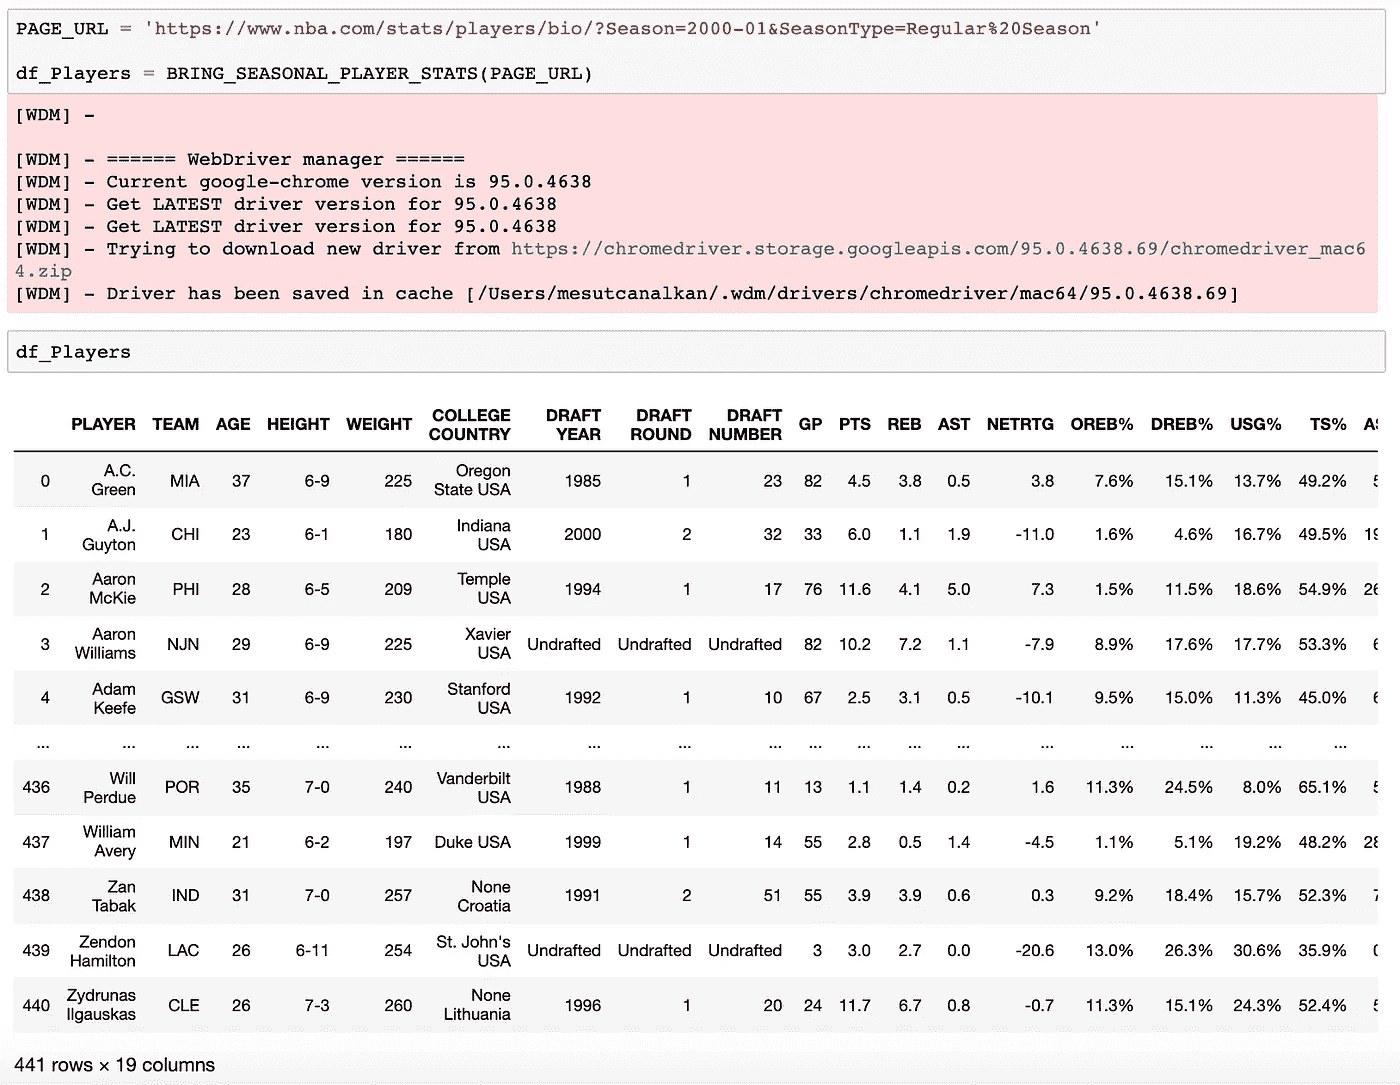 PAGE_URL = 'https://www.nba.com/stats/players/bio/?Season=2000-01&SeasonType=Regular%20Season'
df_Players = BRING_SEASONAL_PLAYER_STATS(PAGE_URL)
[WDM] -
[WDM] - ====== WebDriver manager ======
[WDM] - Current google-chrome version is 95.0.4638
[WDM] - Get LATEST driver version for 95.0.4638
[WDM] - Get LATEST driver version for 95.0.4638
[WDM] - Trying to download new driver from https://chromedriver.storage.googleapis.com/95.0.4638.69/chromedriver_mac6
4.zip
[WDM] - Driver has been saved in cache [/Users/mesutcanalkan/.wdm/drivers/chromedriver/mac64/95.0.4638.69]
df_Players
PLAYER TEAM AGE HEIGHT WEIGHT COLLEGE COUNTRY DRAFT YEAR DRAFT ROUND DRAFT NUMBER GP PTS REB AST NETRTG OREB% DREB% USG% TS%
0 A.C. Green MIA 37 6-9 225 Oregon State USA 1985 1 23 82 4.5 3.8 0.5 3.8 7.6% 15.1% 13.7% 49.2%
1 A.J. Guyton CHI 23 6-1 180 Indiana USA 2000 2 32 33 6.0 1.1 1.9 -11.0 1.6% 4.6% 16.7% 49.5%
2 Aaron McKie PHI 28 6-5 209 Temple USA 1994 1 17 76 11.6 4.1 5.0 7.3 1.5% 11.5% 18.6% 54.9%
3 Aaron Williams NJN 29 6-9 225 Xavier USA Undrafted Undrafted Undrafted 82 10.2 7.2 1.1 -7.9 8.9% 17.6% 17.7% 53.3%
4 Adam Keefe GSW 31 6-9 230 Stanford USA 1992 1 10 67 2.5 3.1 0.5 -10.1 9.5% 15.0% 11.3% 45.0%
... ... ... ... ... ... ... ... ... ... ... ... ... ... ... ... ... ... ...
436 Will Perdue POR 35 7-0 240 Vanderbilt USA 1988 1 11 13 1.1 1.4 0.2 1.6 11.3% 24.5% 8.0% 65.1%
437 William Avery MIN 21 6-2 197 Duke USA 1999 1 14 55 2.8 0.5 1.4 -4.5 1.1% 5.1% 19.2% 48.2%
438 Zan Tabak IND 31 7-0 257 None Croatia 1991 2 51 55 3.9 3.9 0.6 0.3 9.2% 18.4% 15.7% 52.3%
439 Zendon Hamilton LAC 26 6-11 254 St. John's USA Undrafted Undrafted Undrafted 3 3.0 2.7 0.0 -20.6 13.0% 26.3% 30.6% 35.9%
440 Zydrunas Ilgauskas CLE 26 7-3 260 None Lithuania 1996 1 20 24 11.7 6.7 0.8 -0.7 11.3% 15.1% 24.3% 52.4%
441 rows × 19 columns